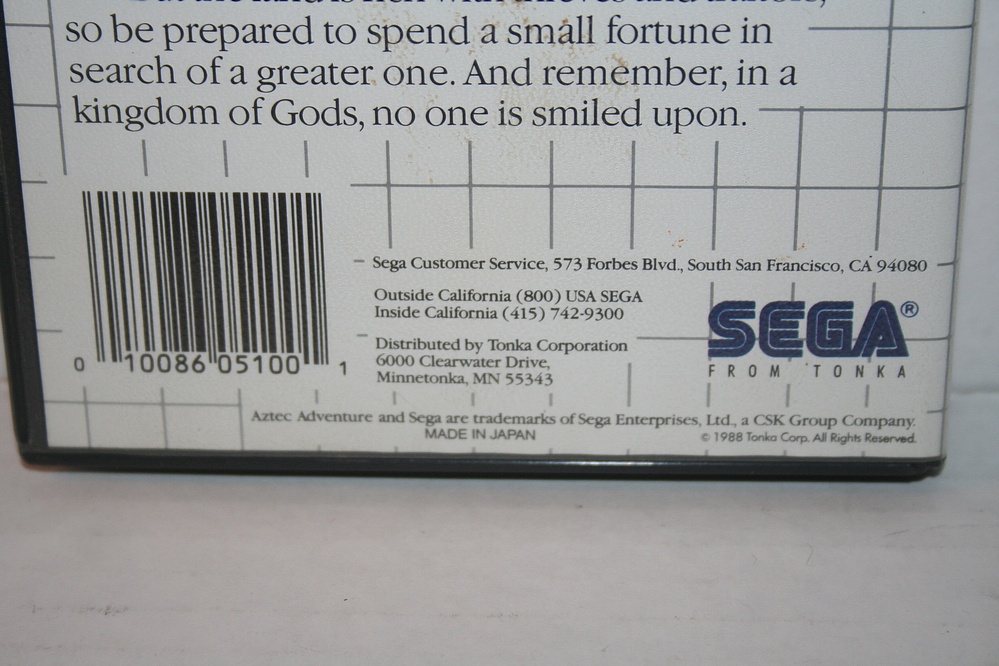 so be prepared to spend a small fortune in
search of a greater one. And remember, in a
kingdom of Gods, no one is smiled upon.
Sega Customer Service, 573 Forbes Blvd., South San Francisco, CA 94080
Outside California (800) USA SEGA
Inside California (415) 742-9300
Distributed by Tonka Corporation
6000 Clearwater Drive,
Minnetonka, MN 55343
SEGA®
FROM TONKA
0 10086 05100 1
Aztec Adventure and Sega are trademarks of Sega Enterprises, Ltd., a CSK Group Company.
MADE IN JAPAN
© 1988 Tonka Corp. All Rights Reserved.